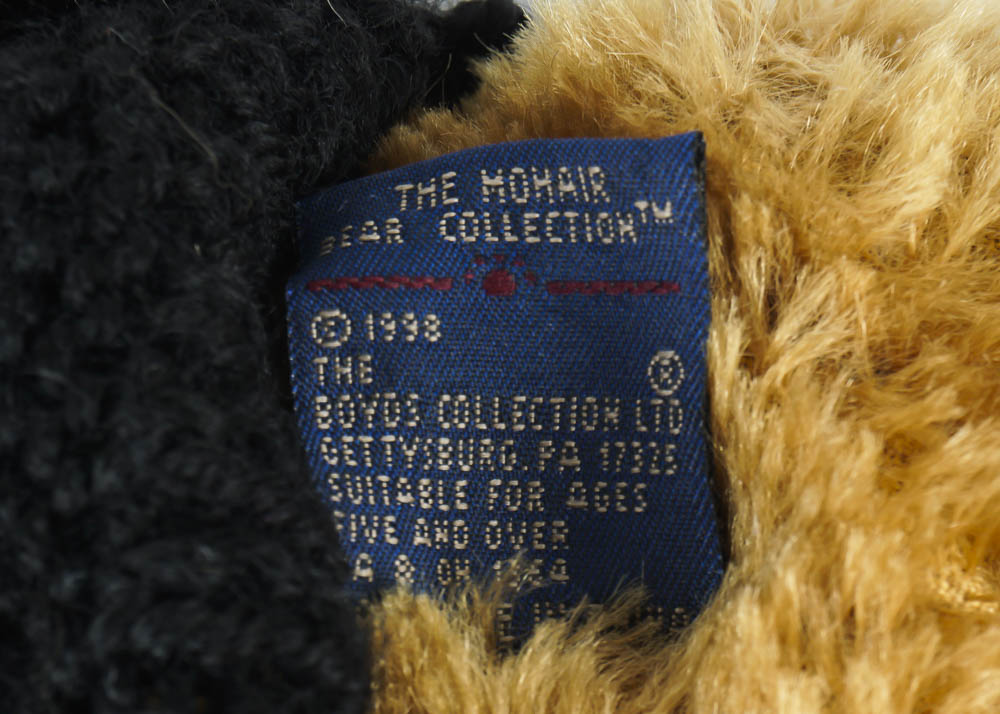 THE MOHAIR
BEAR COLLECTION™
© 1998
THE ®
BOYDS COLLECTION LTD
GETTYSBURG, PA 17325
SUITABLE FOR AGES
FIVE AND OVER